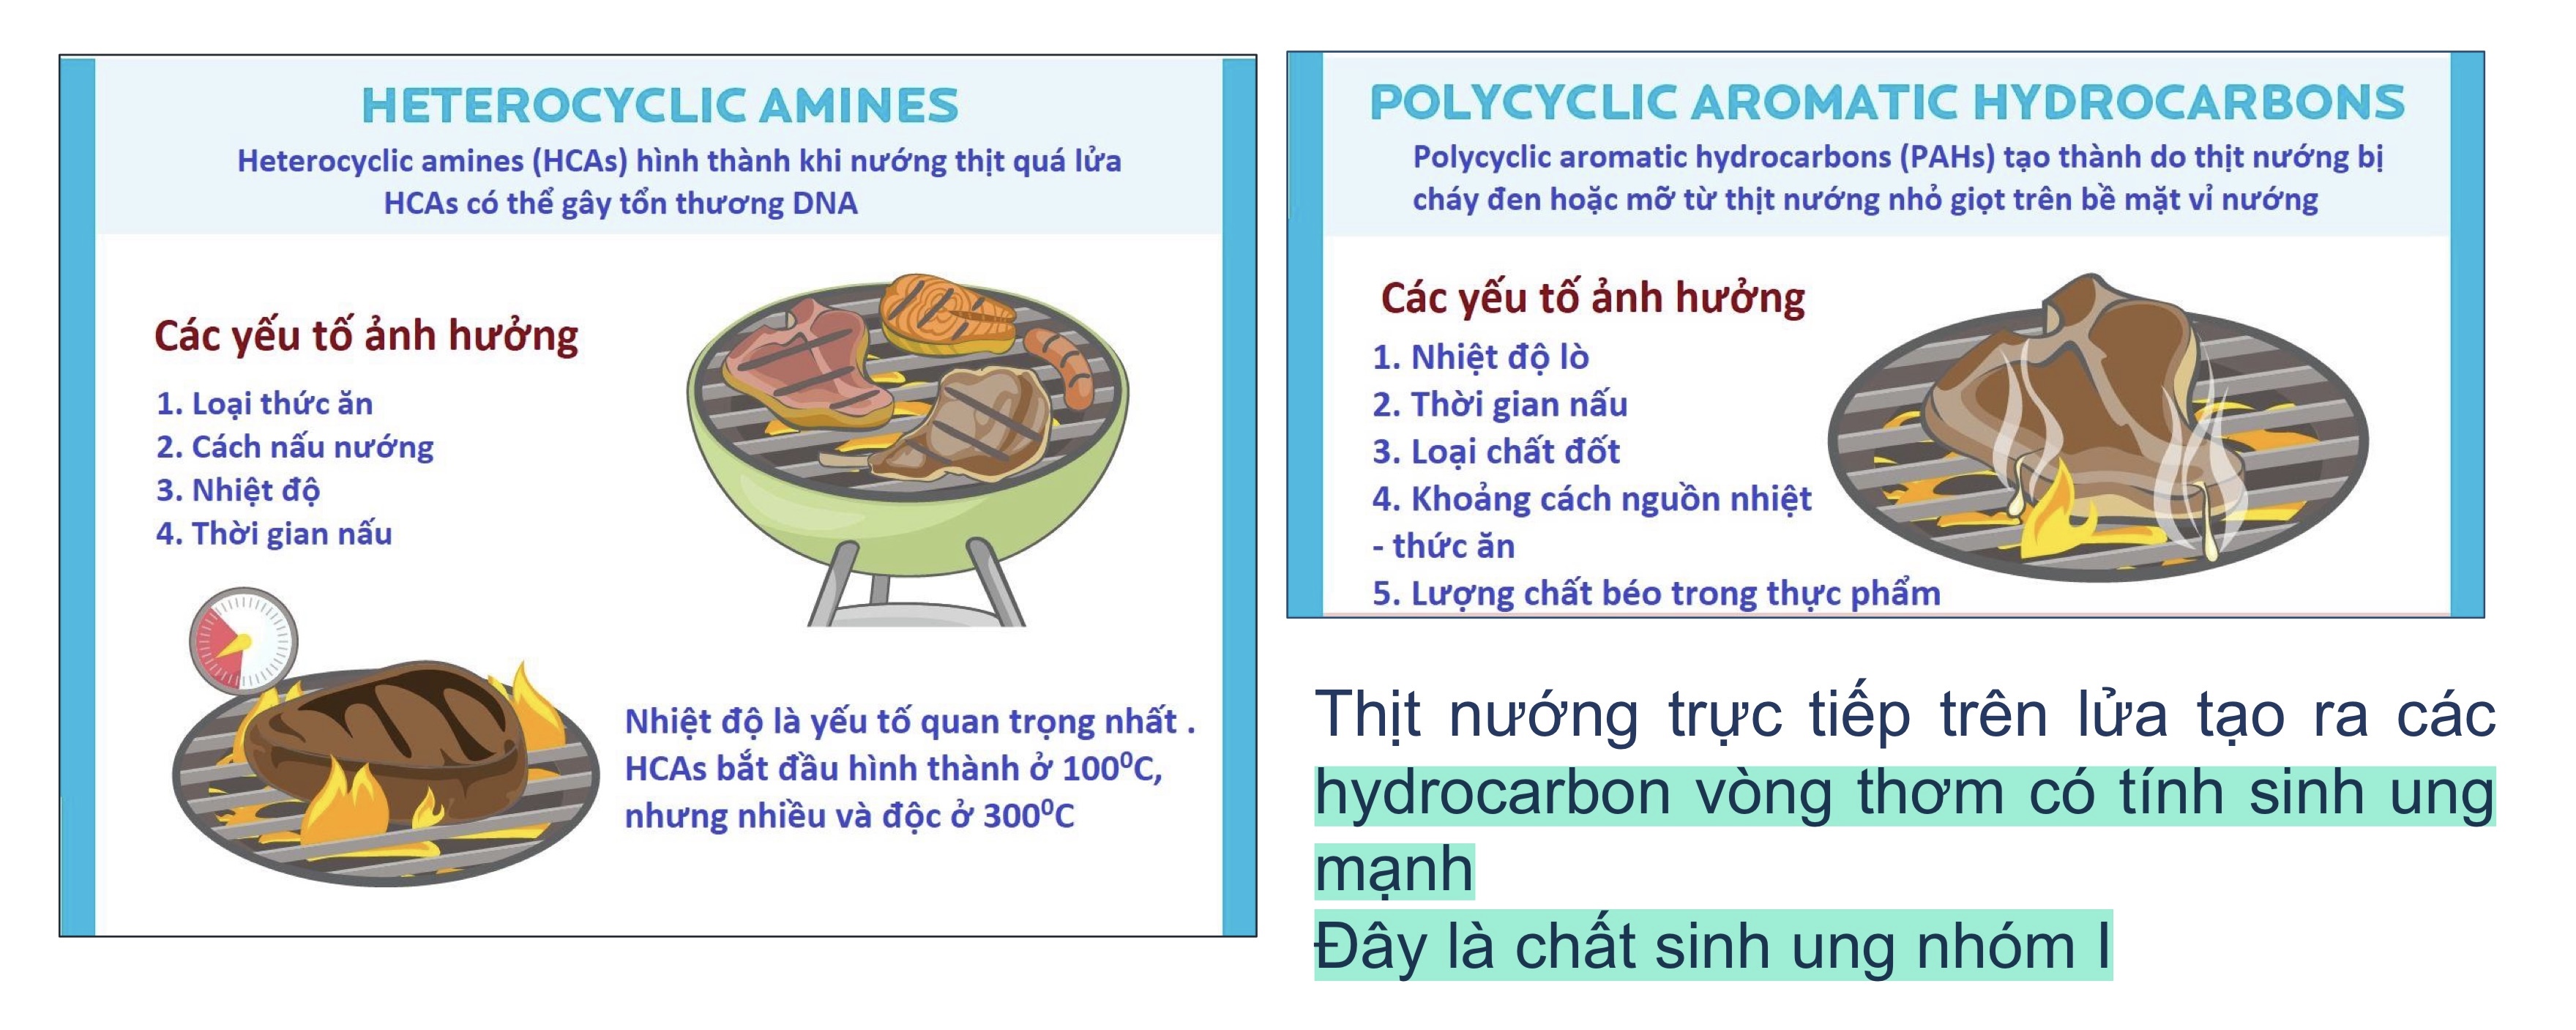 HETEROCYCLIC AMINES
Heterocyclic amines (HCAs) hình thành khi nướng thịt quá lửa
HCAs có thể gây tổn thương DNA
Các yếu tố ảnh hưởng
1. Loại thức ăn
2. Cách nấu nướng
3. Nhiệt độ
4. Thời gian nấu
Nhiệt độ là yếu tố quan trọng nhất .
HCAs bắt đầu hình thành ở 100⁰C,
nhưng nhiều và độc ở 300⁰C
POLYCYCLIC AROMATIC HYDROCARBONS
Polycyclic aromatic hydrocarbons (PAHs) tạo thành do thịt nướng bị
cháy đen hoặc mỡ từ thịt nướng nhỏ giọt trên bề mặt vỉ nướng
Các yếu tố ảnh hưởng
1. Nhiệt độ lò
2. Thời gian nấu
3. Loại chất đốt
4. Khoảng cách nguồn nhiệt
- thức ăn
5. Lượng chất béo trong thực phẩm
Thịt nướng trực tiếp trên lửa tạo ra các
hydrocarbon vòng thơm có tính sinh ung
mạnh
Đây là chất sinh ung nhóm I